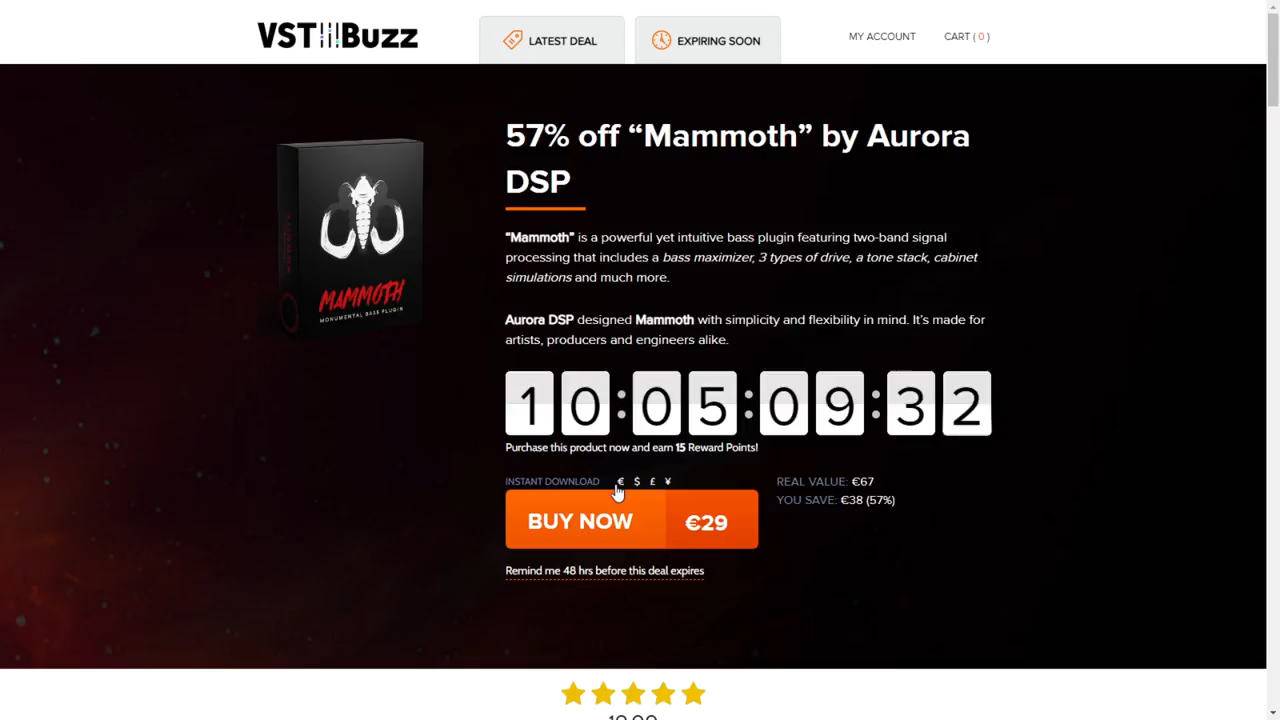 VST Buzz
LATEST DEAL
EXPIRING SOON
MY ACCOUNT
CART ( 0 )
57% off “Mammoth” by Aurora
DSP
“Mammoth” is a powerful yet intuitive bass plugin featuring two-band signal
processing that includes a bass maximizer, 3 types of drive, a tone stack, cabinet
simulations and much more.
Aurora DSP designed Mammoth with simplicity and flexibility in mind. It’s made for
artists, producers and engineers alike.
MAMMOTH
MONUMENTAL BASS PLUGIN
10:05:09:32
Purchase this product now and earn 15 Reward Points!
INSTANT DOWNLOAD € $ £ ¥
REAL VALUE: €67
YOU SAVE: €38 (57%)
BUY NOW €29
Remind me 48 hrs before this deal expires